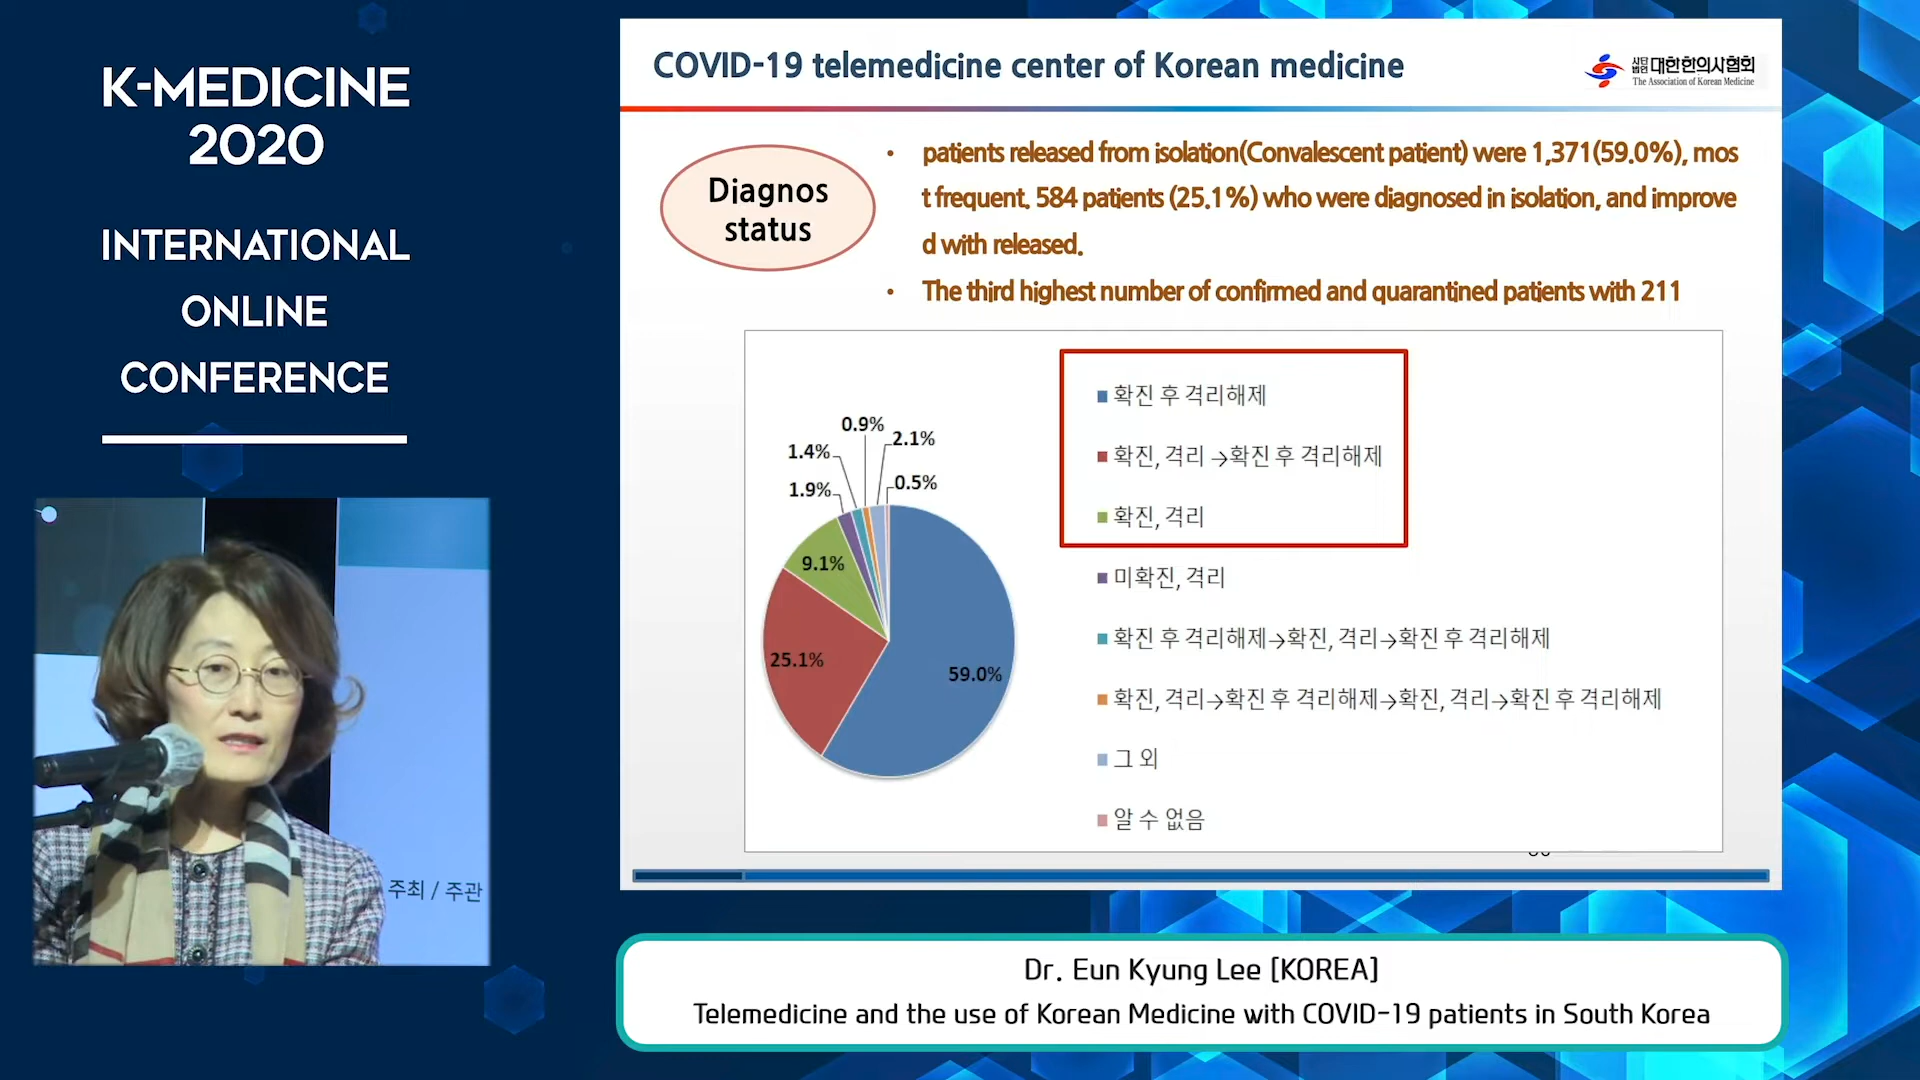 K-MEDICINE
2020
INTERNATIONAL
ONLINE
CONFERENCE
COVID-19 telemedicine center of Korean medicine
사단법인 대한한의사협회
The Association of Korean Medicine
Diagnos
status
• patients released from isolation(Convalescent patient) were 1,371(59.0%), mos
t frequent. 584 patients (25.1%) who were diagnosed in isolation, and improve
d with released.
• The third highest number of confirmed and quarantined patients with 211
0.9%
2.1%
1.4%
1.9%
0.5%
9.1%
25.1%
59.0%
확진 후 격리해제
확진, 격리 →확진 후 격리해제
확진, 격리
미확진, 격리
확진 후 격리해제→확진, 격리→확진 후 격리해제
확진, 격리→확진 후 격리해제→확진, 격리→확진 후 격리해제
그 외
알 수 없음
주최 / 주관
Dr. Eun Kyung Lee [KOREA]
Telemedicine and the use of Korean Medicine with COVID-19 patients in South Korea